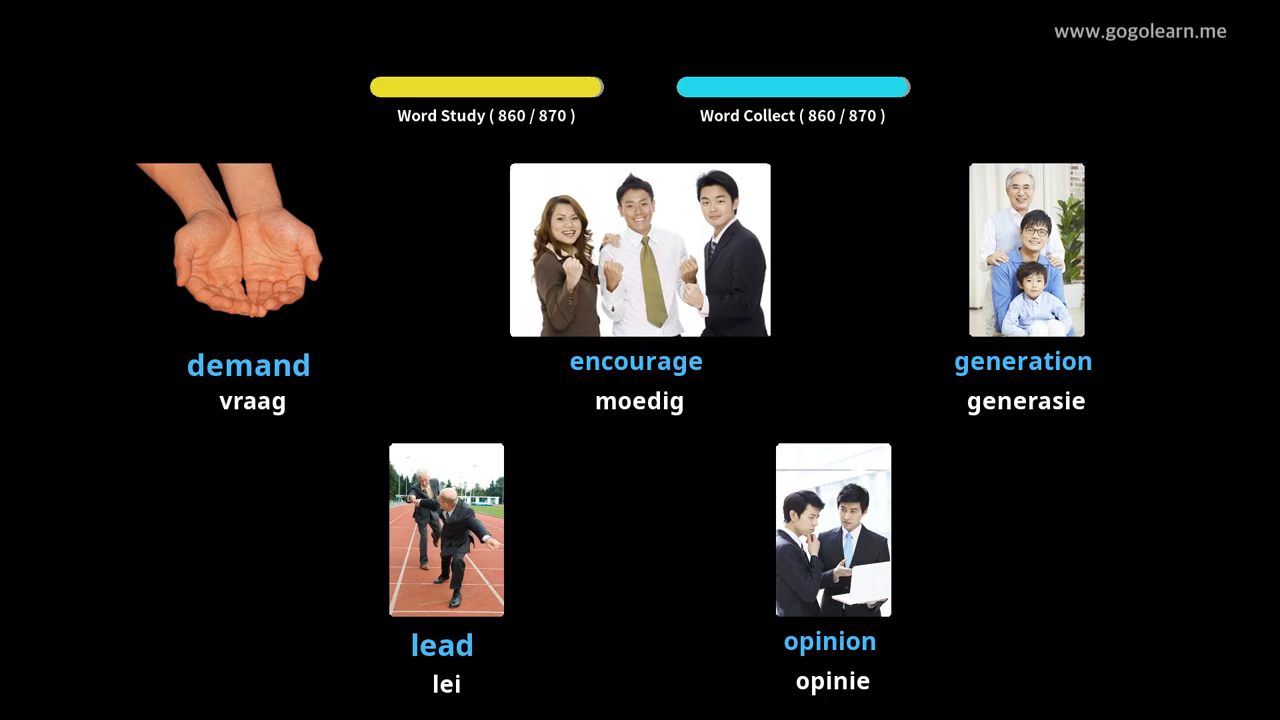 www.gogolearn.me
Word Study ( 860 / 870 )
Word Collect ( 860 / 870 )
demand
vraag
encourage
moedig
generation
generasie
lead
lei
opinion
opinie